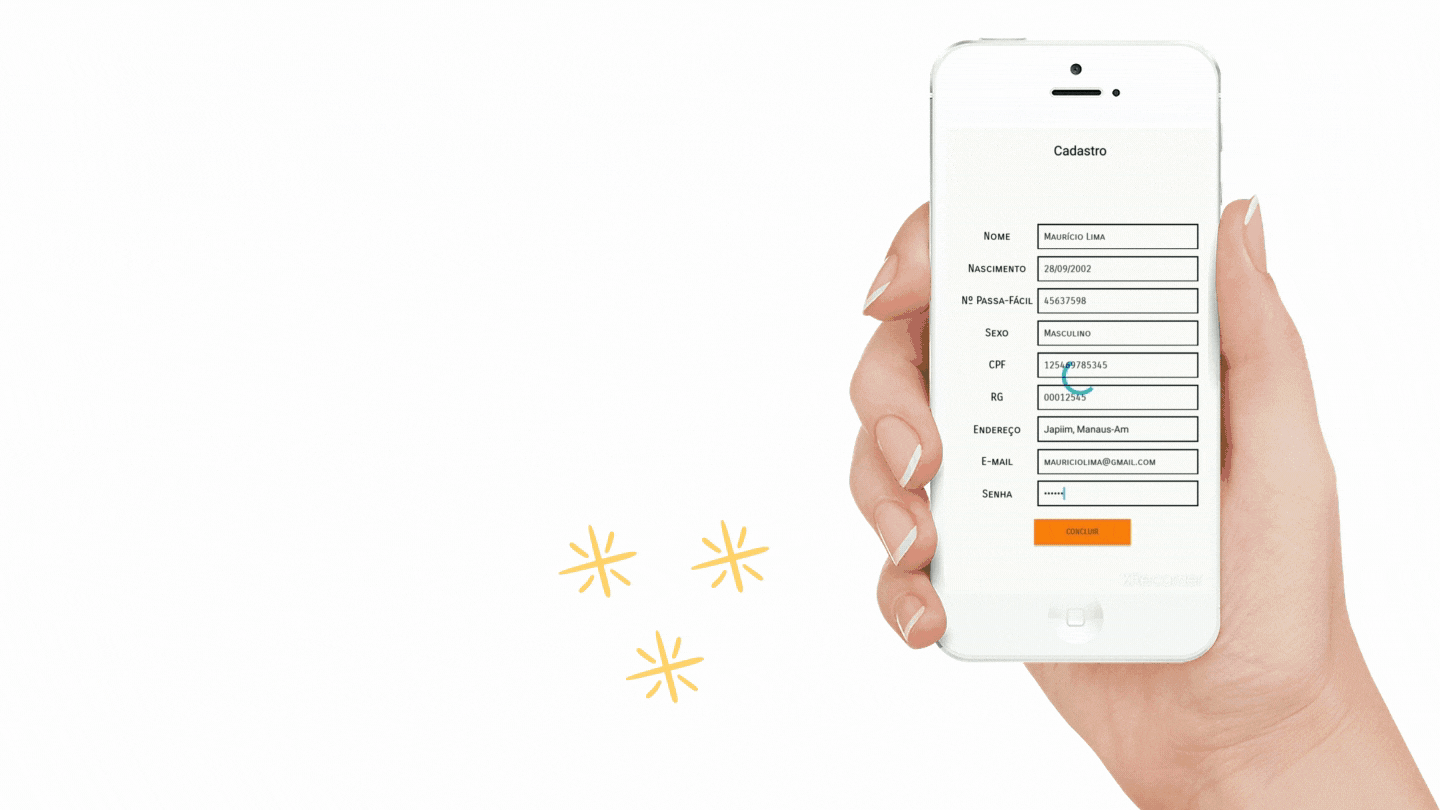 Cadastro
Nome Maurício Lima
Nascimento 28/09/2002
Nº Passa-Fácil 45637598
Sexo Masculino
CPF 125469785345
RG 00012545
Endereço Japiim, Manaus-Am
E-mail mauriciolima@gmail.com
Senha ••••••
CONCLUIR